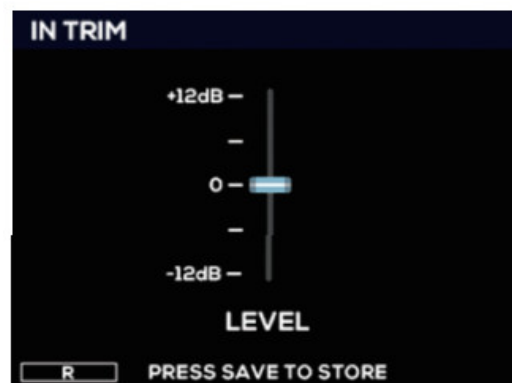 IN TRIM
+12dB
0
-12dB
LEVEL
R PRESS SAVE TO STORE